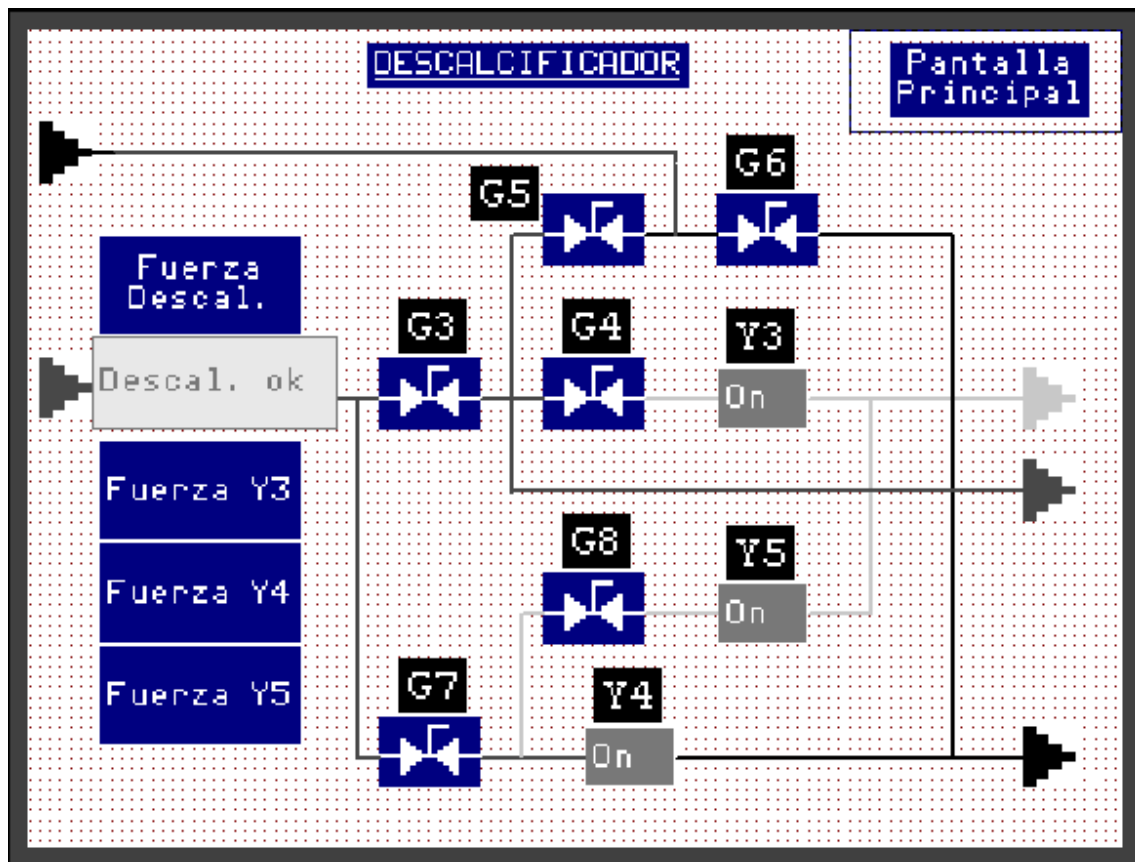 DESCALCIFICADOR
Pantalla
Principal
G6
G5
Fuerza
Descal.
G3
G4
Y3
Descal. ok
On
Fuerza Y3
G8
Y5
Fuerza Y4
On
Fuerza Y5
G7
Y4
On